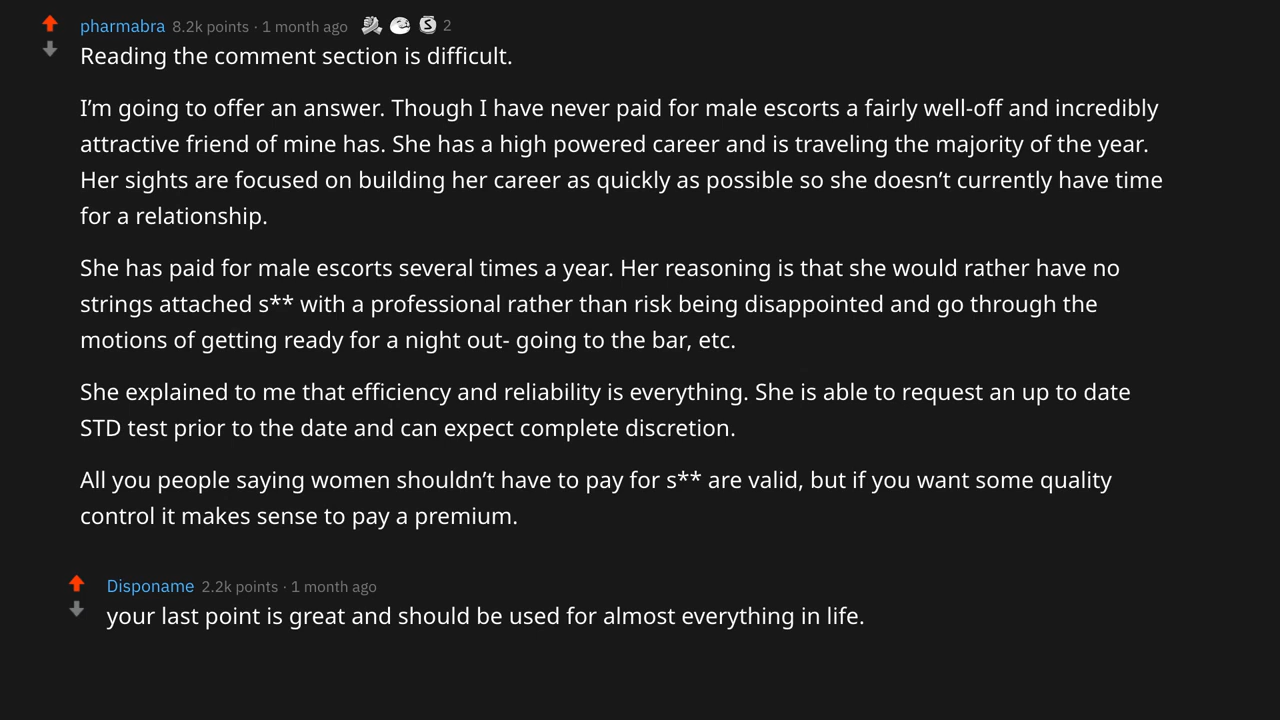 pharmabra 8.2k points · 1 month ago 2
Reading the comment section is difficult.
I’m going to offer an answer. Though I have never paid for male escorts a fairly well-off and incredibly
attractive friend of mine has. She has a high powered career and is traveling the majority of the year.
Her sights are focused on building her career as quickly as possible so she doesn’t currently have time
for a relationship.
She has paid for male escorts several times a year. Her reasoning is that she would rather have no
strings attached s** with a professional rather than risk being disappointed and go through the
motions of getting ready for a night out- going to the bar, etc.
She explained to me that efficiency and reliability is everything. She is able to request an up to date
STD test prior to the date and can expect complete discretion.
All you people saying women shouldn’t have to pay for s** are valid, but if you want some quality
control it makes sense to pay a premium.
Disponame 2.2k points · 1 month ago
your last point is great and should be used for almost everything in life.